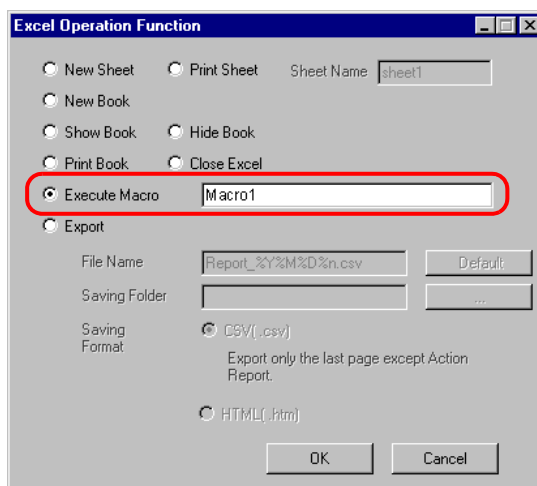 Excel Operation Function
New Sheet Print Sheet Sheet Name sheet1
New Book
Show Book Hide Book
Print Book Close Excel
Execute Macro Macro1
Export
File Name Report_%Y%M%D%n.csv Default
Saving Folder ...
Saving CSV(.csv)
Format
Export only the last page except Action
Report.
HTML(.htm)
OK Cancel